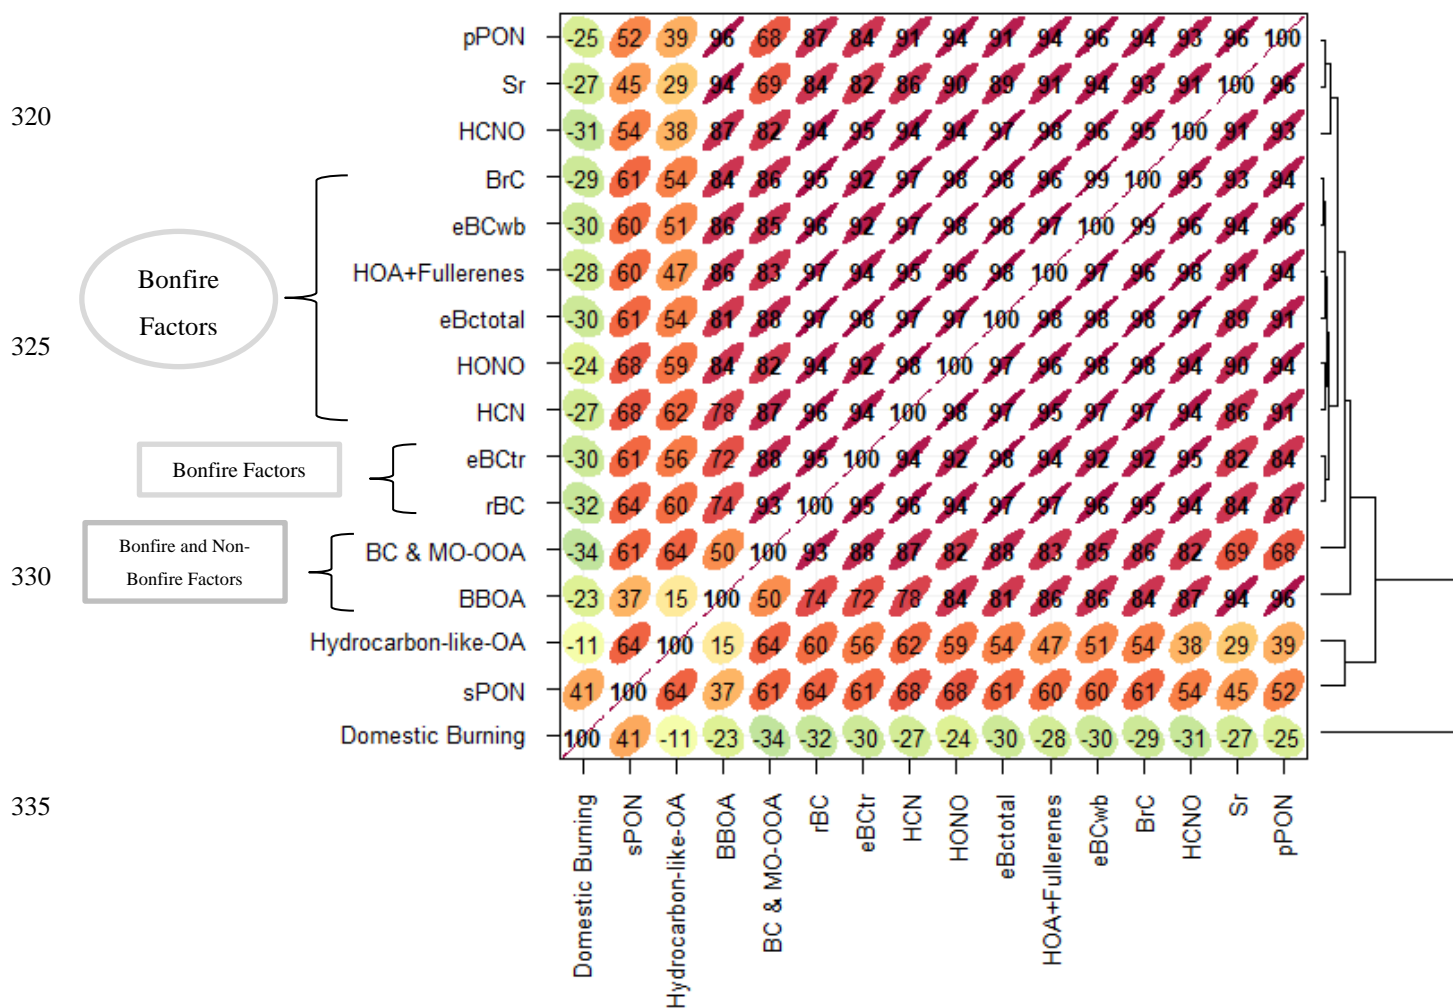 pPON -25 52 39 96 68 87 84 91 94 91 94 96 94 93 96 100
Sr -27 45 29 94 69 84 82 86 90 89 91 94 93 91 100 96
320
HCNO -31 54 38 87 82 94 95 94 94 97 98 96 95 100 91 93
BrC -29 61 54 84 86 95 92 97 98 98 96 99 100 95 93 94
eBCwb -30 60 51 86 85 96 92 97 98 98 97 100 99 96 94 96
Bonfire
Factors
HOA+Fullerenes -28 60 47 86 83 97 94 95 96 98 100 97 96 98 91 94
eBctotal -30 61 54 81 88 97 98 97 97 100 98 98 98 97 89 91
325
HONO -24 68 59 84 82 94 92 98 100 97 96 98 98 94 90 94
HCN -27 68 62 78 87 96 94 100 98 97 95 97 97 94 86 91
Bonfire Factors
eBCtr -30 61 56 72 88 95 100 94 92 98 94 92 92 95 82 84
rBC -32 64 60 74 93 100 95 96 94 97 97 96 95 94 84 87
Bonfire and Non-
Bonfire Factors
BC & MO-OOA -34 61 64 50 100 93 88 87 82 88 83 85 86 82 69 68
330
BBOA -23 37 15 100 50 74 72 78 84 81 86 86 84 87 94 96
Hydrocarbon-like-OA -11 64 100 15 64 60 56 62 59 54 47 51 54 38 29 39
sPON 41 100 64 37 61 64 61 68 68 61 60 60 61 54 45 52
Domestic Burning 100 41 -11 -23 -34 -32 -30 -27 -24 -30 -28 -30 -29 -31 -27 -25
335
Domestic Burning
sPON
Hydrocarbon-like-OA
BBOA
BC & MO-OOA
rBC
eBCtr
HCN
HONO
eBctotal
HOA+Fullerenes
eBCwb
BrC
HCNO
Sr
pPON